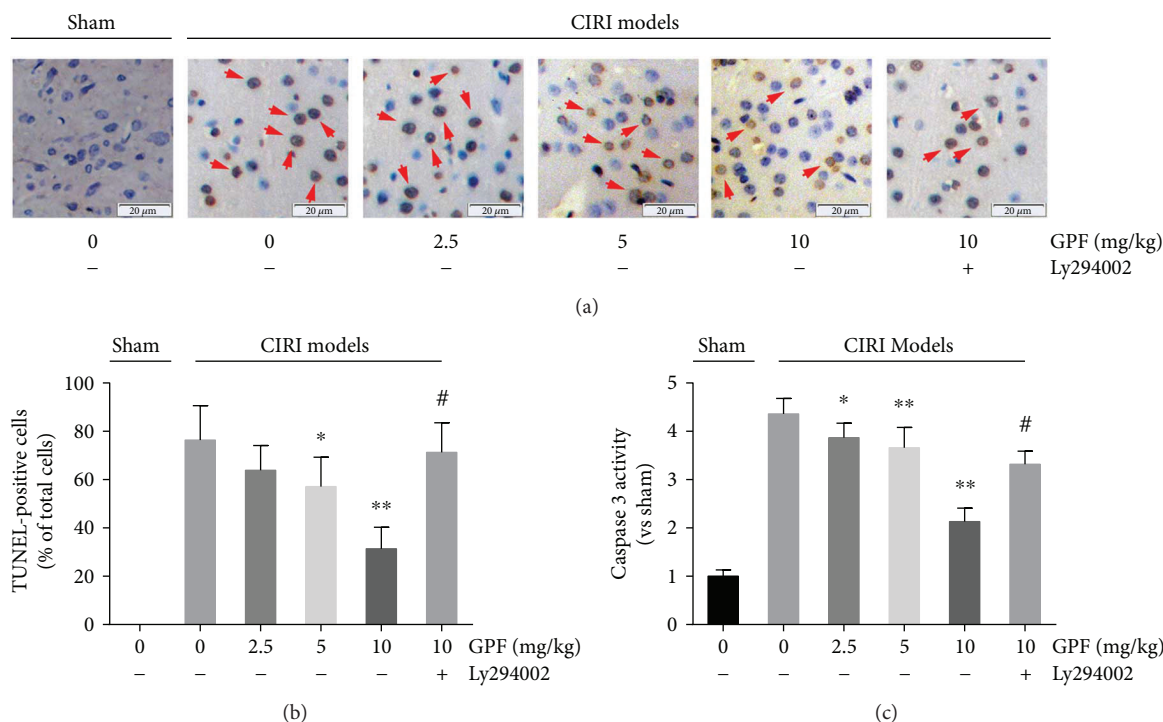 Sham CIRI models
20 µm 20 µm 20 µm 20 µm 20 µm 20 µm
0 0 2.5 5 10 10 GPF (mg/kg)
– – – – – + Ly294002
(a)
Sham CIRI models
TUNEL-positive cells
(% of total cells)
100
80
60
40
20
0
*
**
#
0 0 2.5 5 10 10 GPF (mg/kg)
– – – – – + Ly294002
(b)
Sham CIRI Models
Caspase 3 activity
(vs sham)
5
4
3
2
1
0
*
**
**
#
0 0 2.5 5 10 10 GPF (mg/kg)
– – – – – + Ly294002
(c)